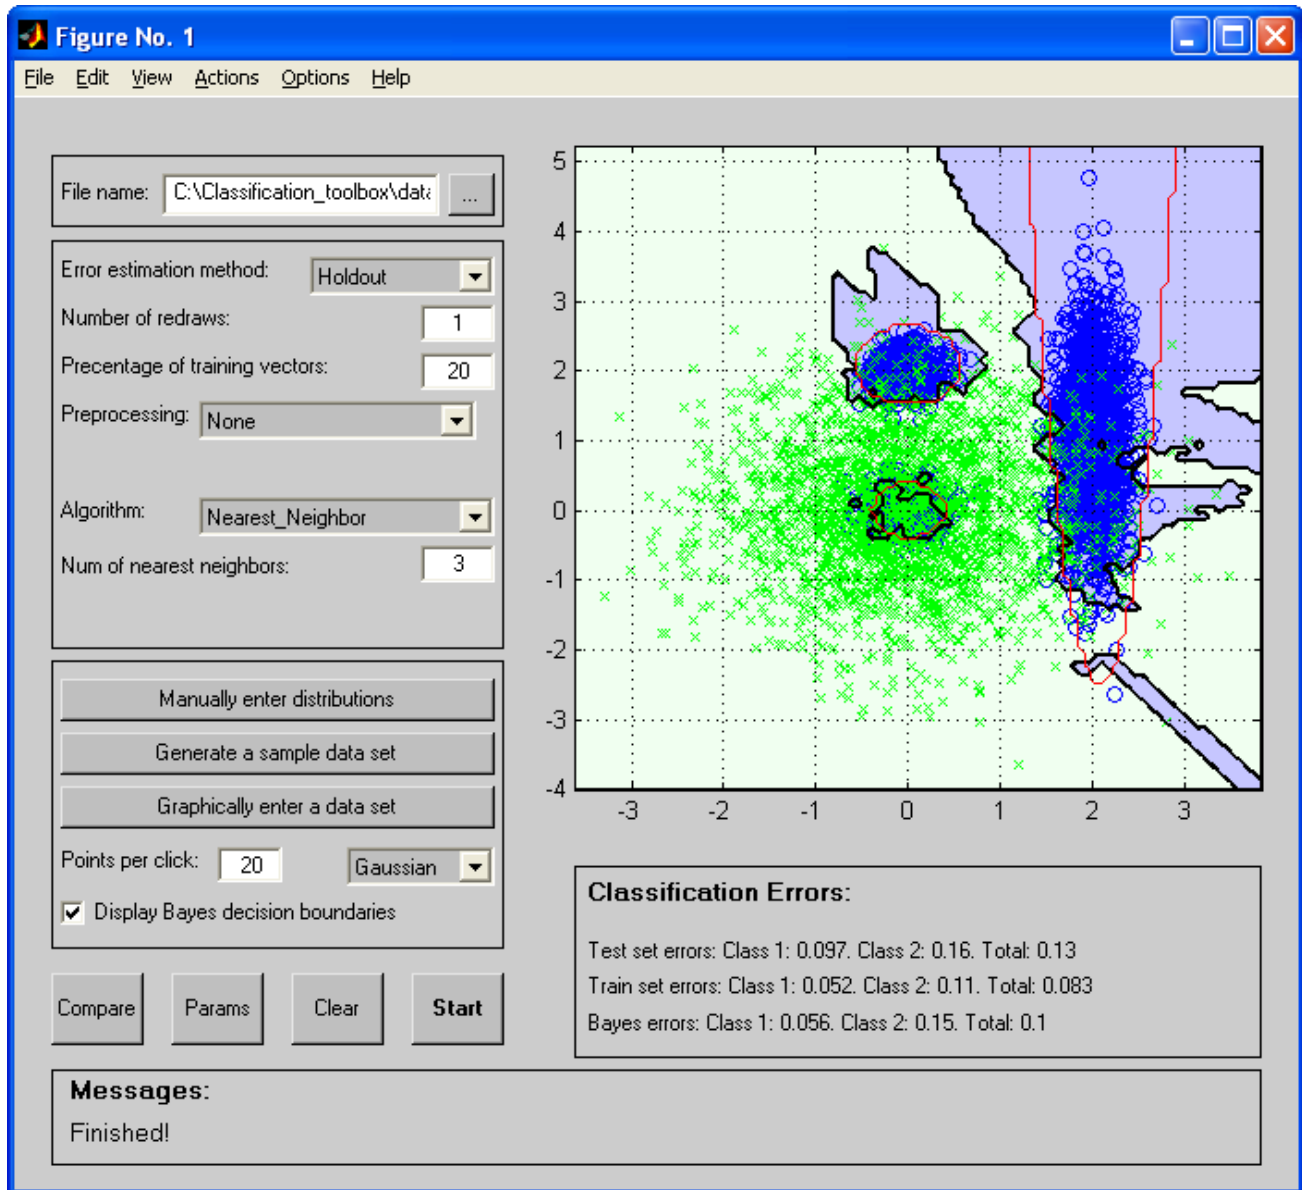 Figure No. 1
File Edit View Actions Options Help
File name: C:\Classification_toolbox\data ...
Error estimation method: Holdout
Number of redraws: 1
Precentage of training vectors: 20
Preprocessing: None
Algorithm: Nearest_Neighbor
Num of nearest neighbors: 3
Manually enter distributions
Generate a sample data set
Graphically enter a data set
Points per click: 20 Gaussian
Display Bayes decision boundaries
Compare Params Clear Start
5
4
3
2
1
0
-1
-2
-3
-4
-3 -2 -1 0 1 2 3
Classification Errors:
Test set errors: Class 1: 0.097. Class 2: 0.16. Total: 0.13
Train set errors: Class 1: 0.052. Class 2: 0.11. Total: 0.083
Bayes errors: Class 1: 0.056. Class 2: 0.15. Total: 0.1
Messages:
Finished!